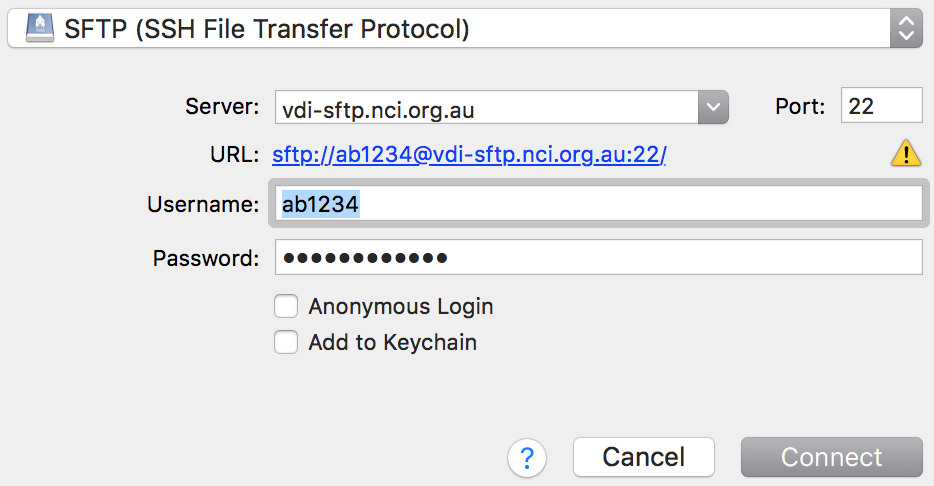 SFTP (SSH File Transfer Protocol)
Server: vdi-sftp.nci.org.au Port: 22
URL: sftp://ab1234@vdi-sftp.nci.org.au:22/
Username: ab1234
Password: ●●●●●●●●●●●●
Anonymous Login
Add to Keychain
? Cancel Connect